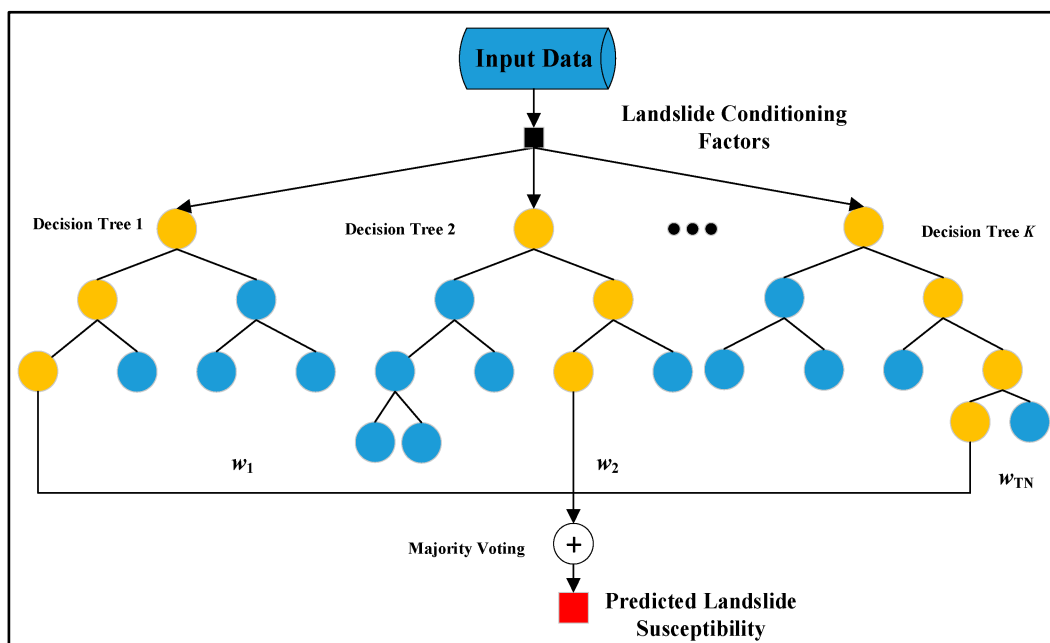 Input Data
Landslide Conditioning
Factors
Decision Tree 1
Decision Tree 2
Decision Tree K
w1
w2
wTN
Majority Voting
+
Predicted Landslide
Susceptibility